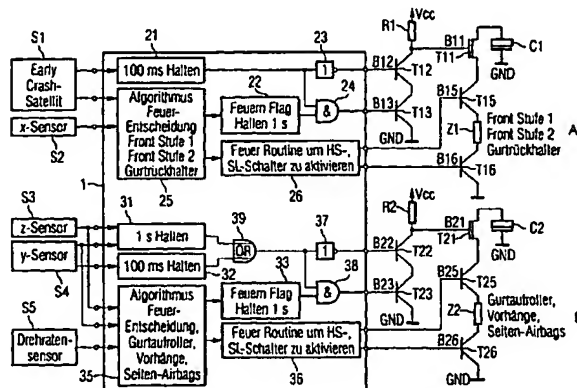 S1
Early
Crash-
Satellit
x-Sensor
S2
1
21
100 ms Halten
Algorithmus
Feuer-
Entscheidung
Front Stufe 1
Front Stufe 2
Gurtrückhalter
25
22
Feuern Flag
Halten 1 s
23
1
24
&
Feuer Routine um HS-,
SL-Schalter zu aktivieren
26
R1
Vcc
B12
T12
B13
T13
GND
B11
T11
C1
GND
B15
T15
Z1
Front Stufe 1
Front Stufe 2
Gurtrückhalter
B16
T16
A
S3
z-Sensor
y-Sensor
S4
S5
Drehraten-
sensor
31
1 s Halten
100 ms Halten
32
39
OR
33
Feuern Flag
Halten 1 s
37
1
38
&
Algorithmus
Feuer-
Entscheidung,
Gurtaufroller,
Vorhänge,
Seiten-Airbags
35
Feuer Routine um HS-,
SL-Schalter zu aktivieren
36
R2
Vcc
B22
T22
B23
T23
GND
B21
T21
C2
GND
B25
T25
Z2
Gurtaufroller,
Vorhänge,
Seiten-Airbags
B26
T26